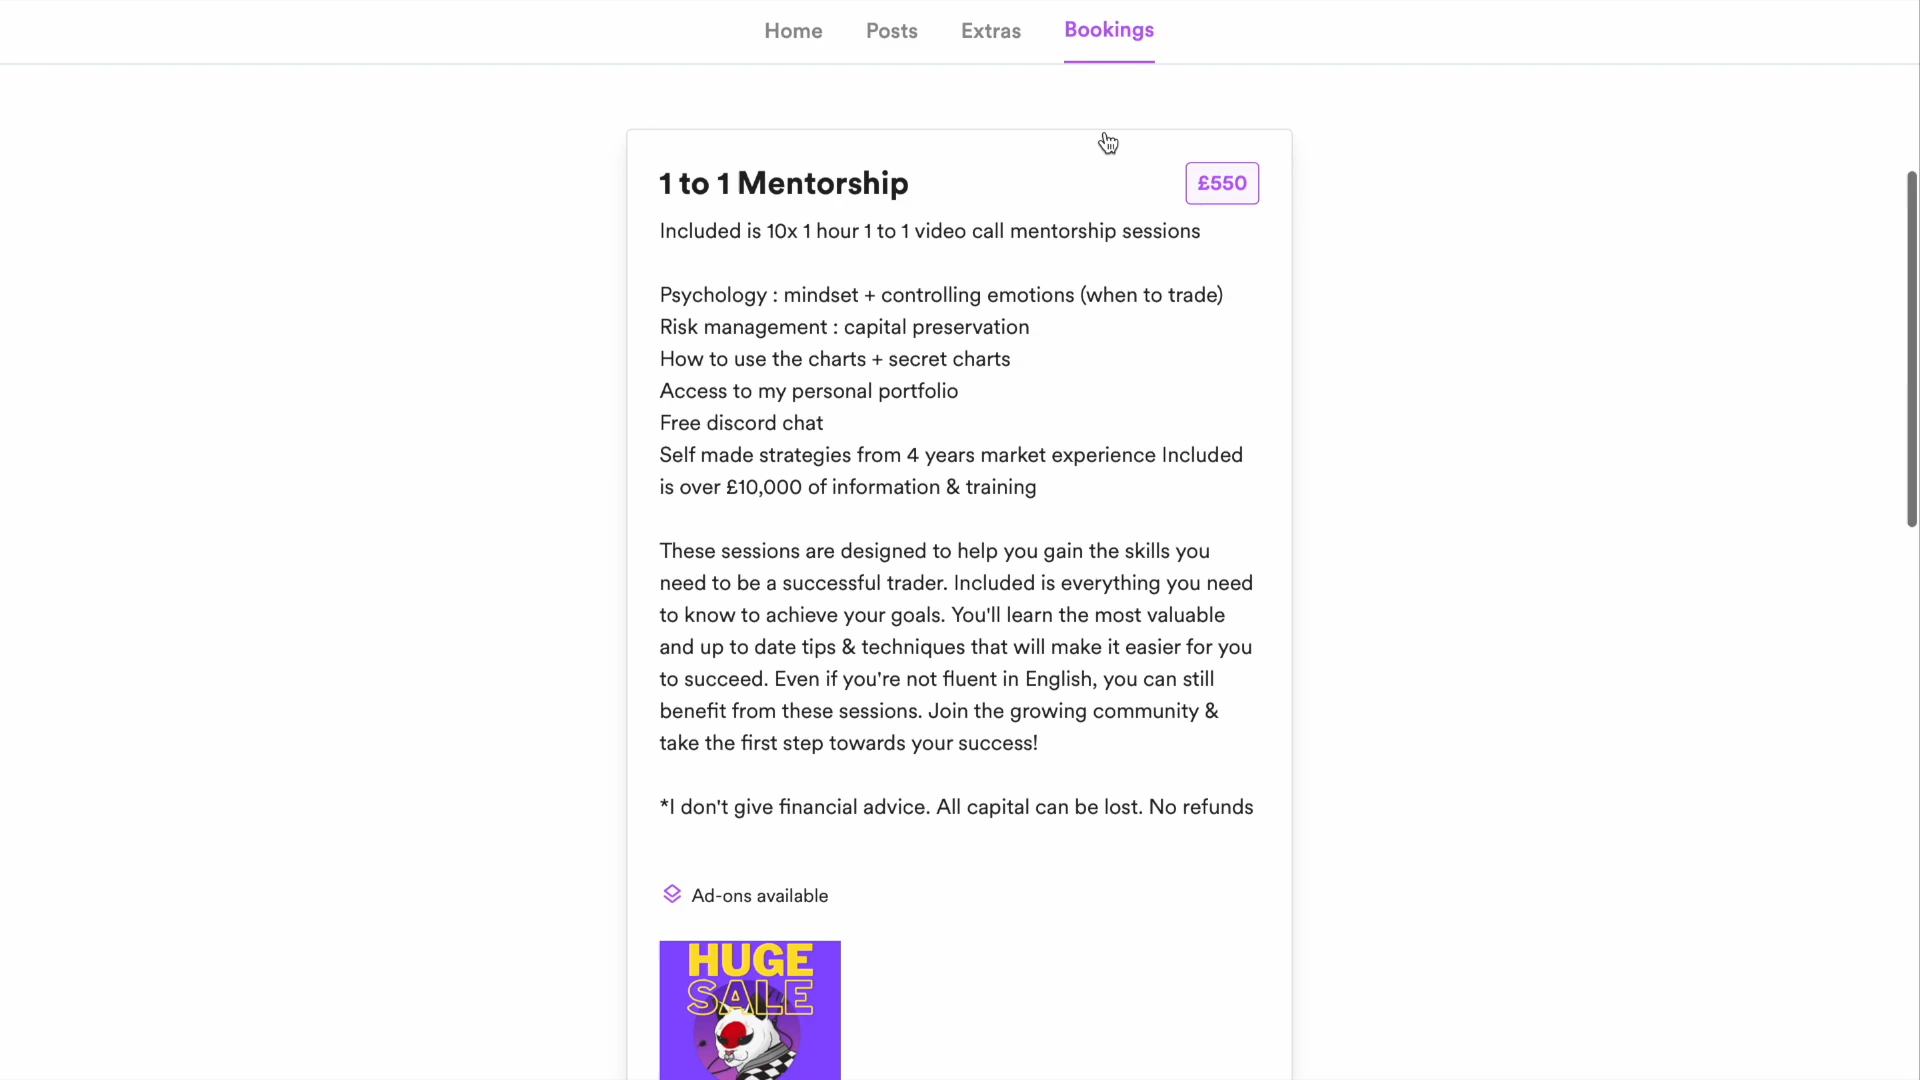 Home Posts Extras Bookings
1 to 1 Mentorship £550
Included is 10x 1 hour 1 to 1 video call mentorship sessions
Psychology : mindset + controlling emotions (when to trade)
Risk management : capital preservation
How to use the charts + secret charts
Access to my personal portfolio
Free discord chat
Self made strategies from 4 years market experience Included
is over £10,000 of information & training
These sessions are designed to help you gain the skills you
need to be a successful trader. Included is everything you need
to know to achieve your goals. You'll learn the most valuable
and up to date tips & techniques that will make it easier for you
to succeed. Even if you're not fluent in English, you can still
benefit from these sessions. Join the growing community &
take the first step towards your success!
*I don't give financial advice. All capital can be lost. No refunds
Ad-ons available
HUGE
SALE